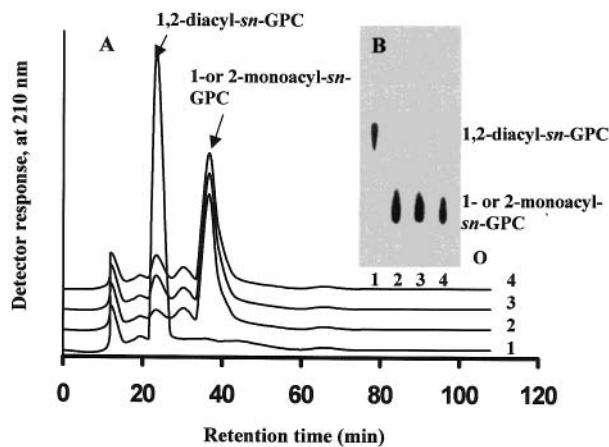 1,2-diacyl-sn-GPC
A
B
1-or 2-monoacyl-sn-
GPC
1,2-diacyl-sn-GPC
1- or 2-monoacyl-
sn-GPC
O
1 2 3 4
4
3
2
1
0 20 40 60 80 100 120
Retention time (min)
Detector response, at 210 nm